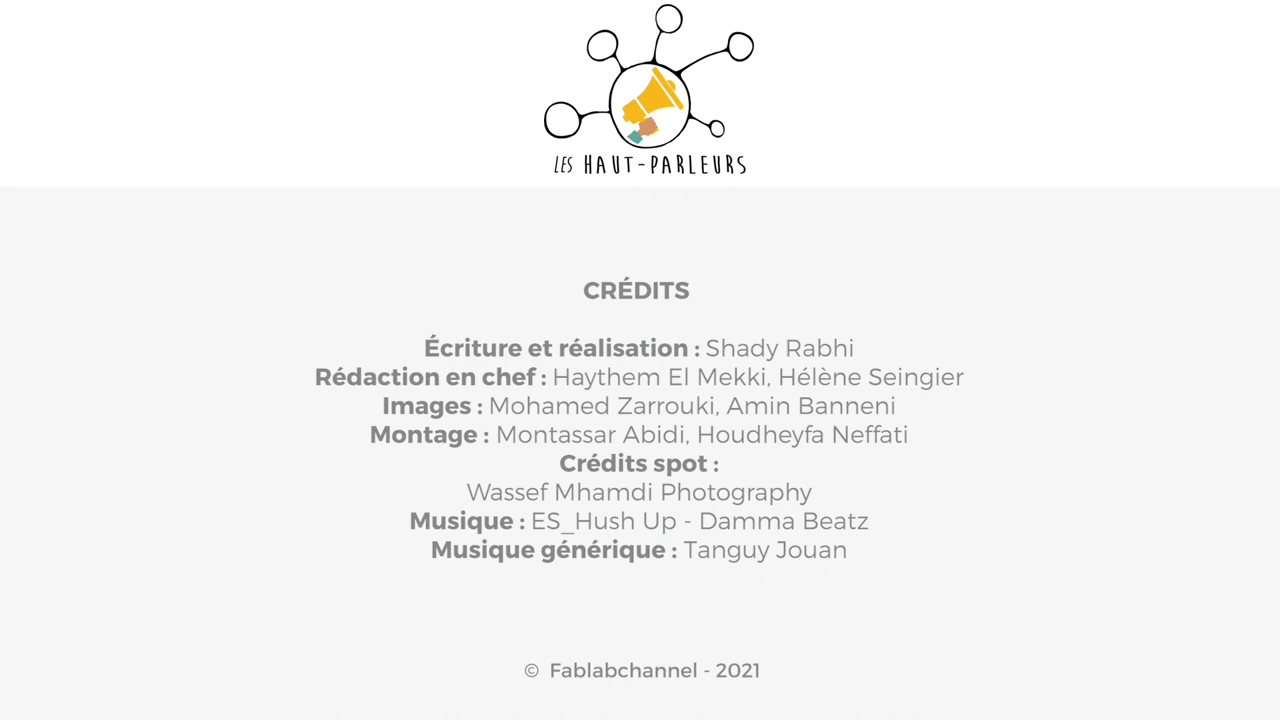 LES HAUT-PARLEURS
CRÉDITS
Écriture et réalisation : Shady Rabhi
Rédaction en chef : Haythem El Mekki, Hélène Seingier
Images : Mohamed Zarrouki, Amin Banneni
Montage : Montassar Abidi, Houdheyfa Neffati
Crédits spot :
Wassef Mhamdi Photography
Musique : ES_Hush Up - Damma Beatz
Musique générique : Tanguy Jouan
© Fablabchannel - 2021